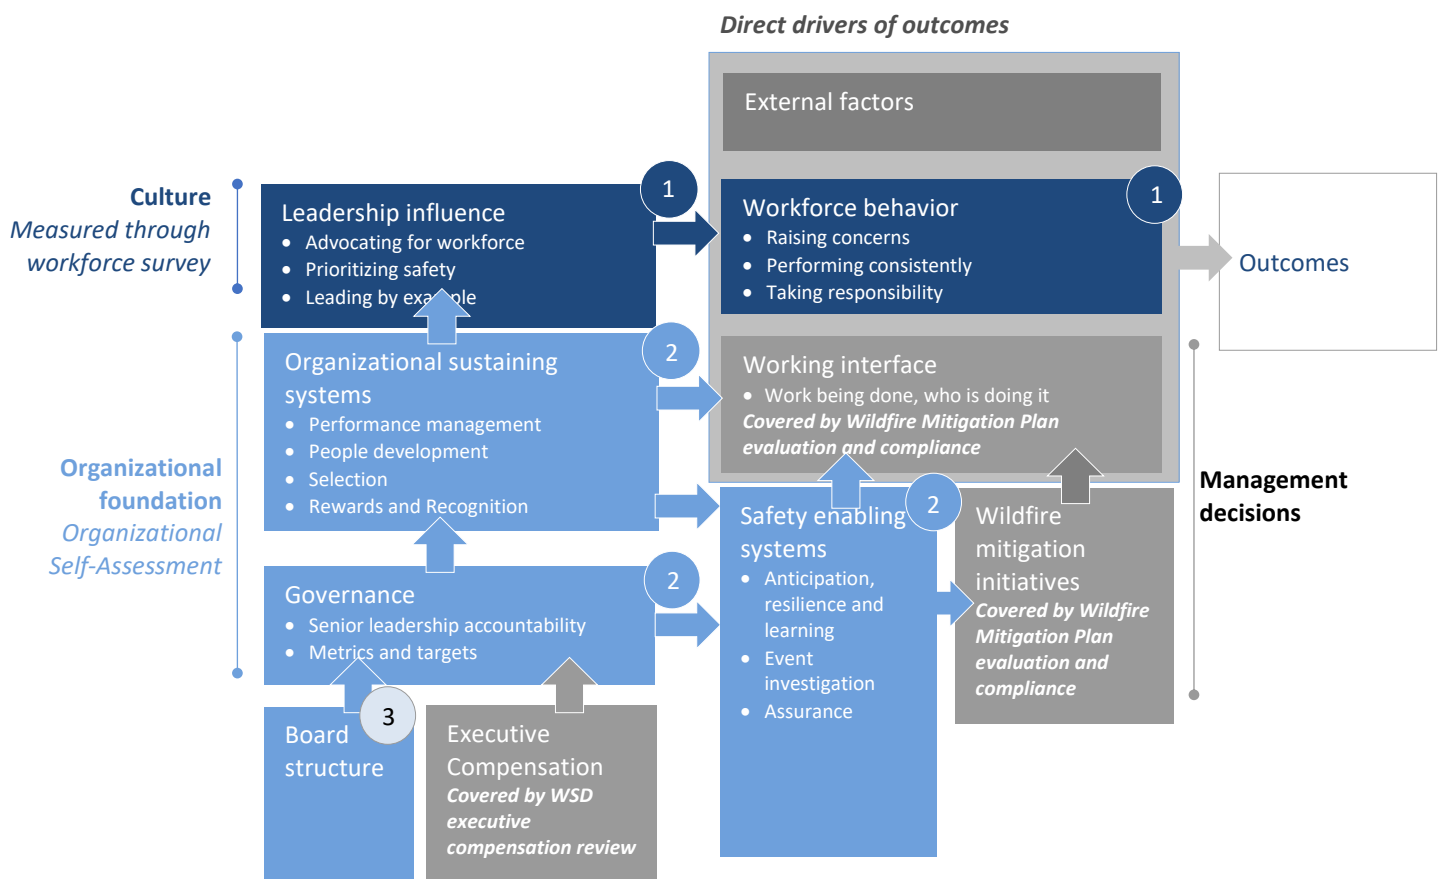 Direct drivers of outcomes
External factors
Culture
Measured through
workforce survey
1
Leadership influence
• Advocating for workforce
• Prioritizing safety
• Leading by example
1
Workforce behavior
• Raising concerns
• Performing consistently
• Taking responsibility
Outcomes
Organizational
foundation
Organizational
Self-Assessment
2
Organizational sustaining
systems
• Performance management
• People development
• Selection
• Rewards and Recognition
Working interface
• Work being done, who is doing it
Covered by Wildfire Mitigation Plan
evaluation and compliance
Management
decisions
2
Governance
• Senior leadership accountability
• Metrics and targets
2
Safety enabling
systems
• Anticipation,
resilience and
learning
• Event
investigation
• Assurance
Wildfire
mitigation
initiatives
Covered by Wildfire
Mitigation Plan
evaluation and
compliance
3
Board
structure
Executive
Compensation
Covered by WSD
executive
compensation review